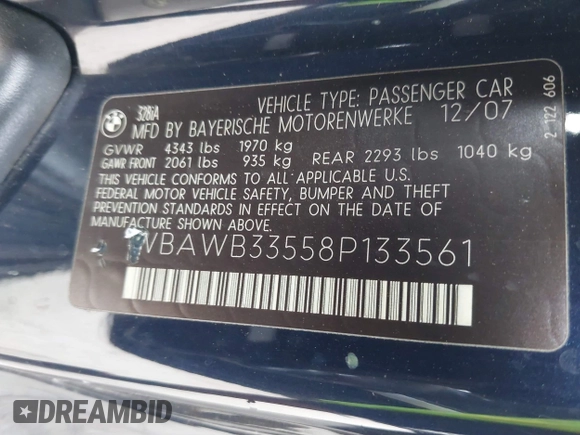 BMW
328iA
VEHICLE TYPE: PASSENGER CAR
MFD BY BAYERISCHE MOTORENWERKE 12/07
GVWR 4343 lbs 1970 kg
GAWR FRONT 2061 lbs 935 kg REAR 2293 lbs 1040 kg
THIS VEHICLE CONFORMS TO ALL APPLICABLE U.S.
FEDERAL MOTOR VEHICLE SAFETY, BUMPER AND THEFT
PREVENTION STANDARDS IN EFFECT ON THE DATE OF
MANUFACTURE SHOWN ABOVE.
WBAWB33558P133561
2 122 606
DREAMBID